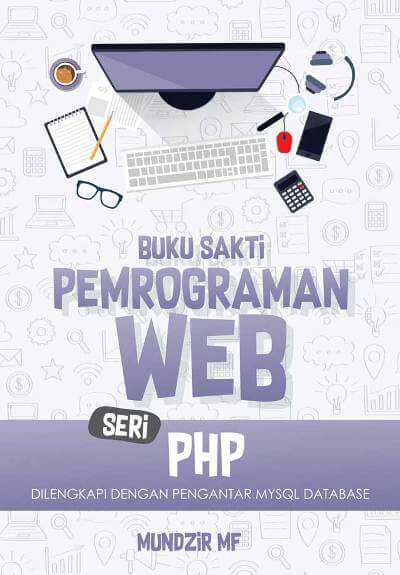 BUKU SAKTI
PEMROGRAMAN
WEB
SERI
PHP
DILENGKAPI DENGAN PENGANTAR MYSQL DATABASE
MUNDZIR MF